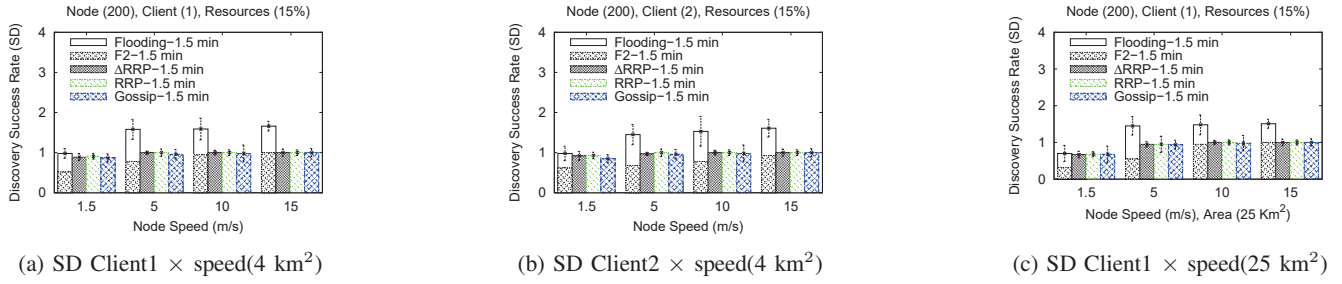 Node (200), Client (1), Resources (15%)
Discovery Success Rate (SD)
4
3
2
1
0
Flooding−1.5 min
F2−1.5 min
ΔRRP−1.5 min
RRP−1.5 min
Gossip−1.5 min
1.5 5 10 15
Node Speed (m/s)
(a) SD Client1 × speed(4 km²)
Node (200), Client (2), Resources (15%)
Discovery Success Rate (SD)
4
3
2
1
0
Flooding−1.5 min
F2−1.5 min
ΔRRP−1.5 min
RRP−1.5 min
Gossip−1.5 min
1.5 5 10 15
Node Speed (m/s)
(b) SD Client2 × speed(4 km²)
Node (200), Client (1), Resources (15%)
Discovery Success Rate (SD)
4
3
2
1
0
Flooding−1.5 min
F2−1.5 min
ΔRRP−1.5 min
RRP−1.5 min
Gossip−1.5 min
1.5 5 10 15
Node Speed (m/s), Area (25 Km²)
(c) SD Client1 × speed(25 km²)